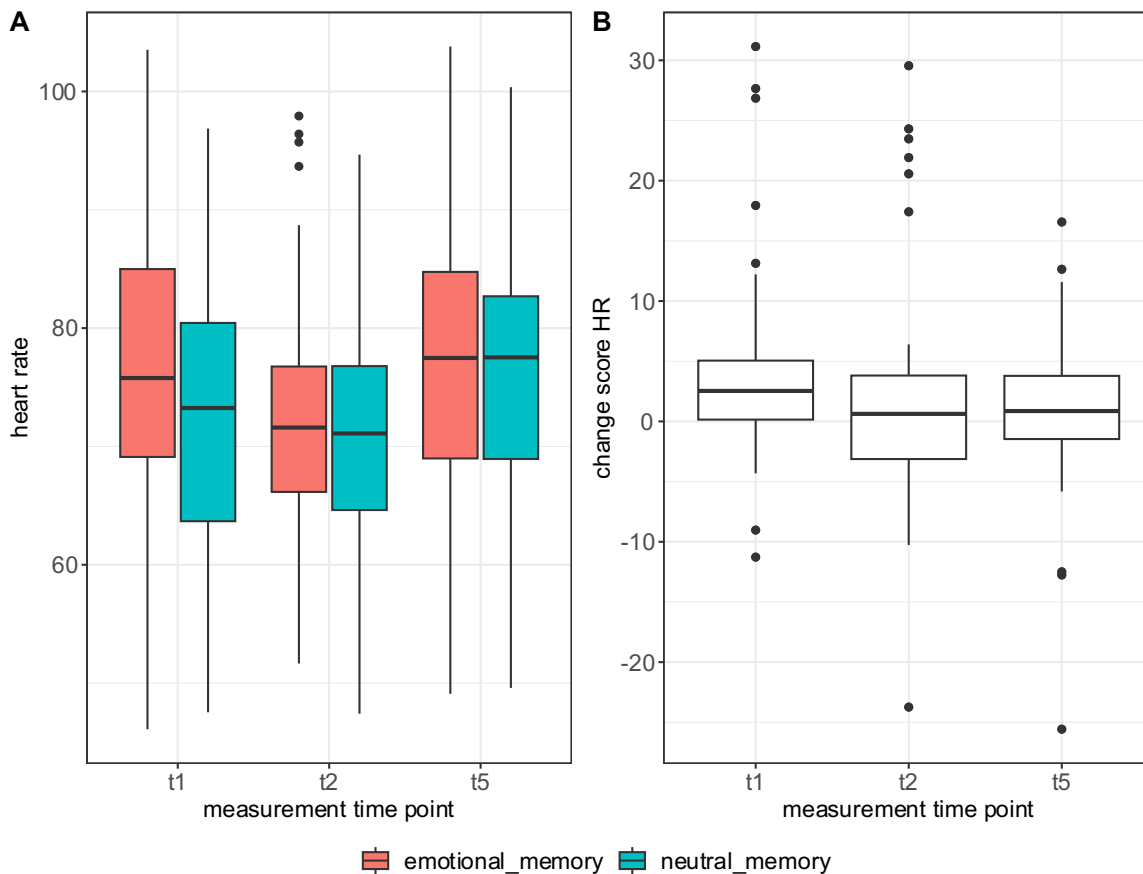 A
heart rate
100
80
60
t1 t2 t5
measurement time point
B
change score HR
30
20
10
0
-10
-20
t1 t2 t5
measurement time point
emotional_memory neutral_memory